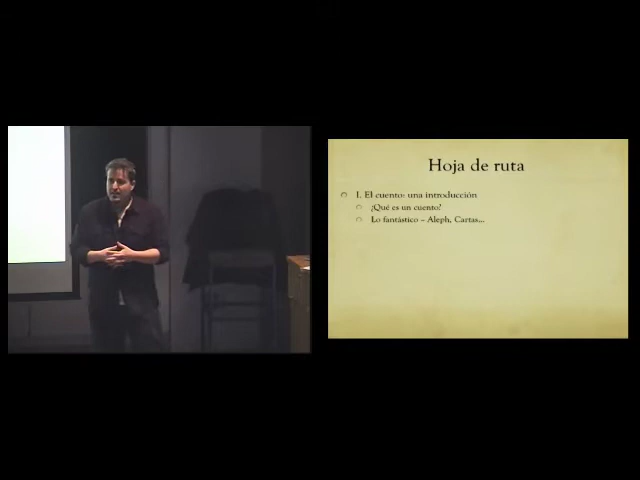 Hoja de ruta
I. El cuento: una introducción
¿Qué es un cuento?
Lo fantástico – Aleph, Cartas...